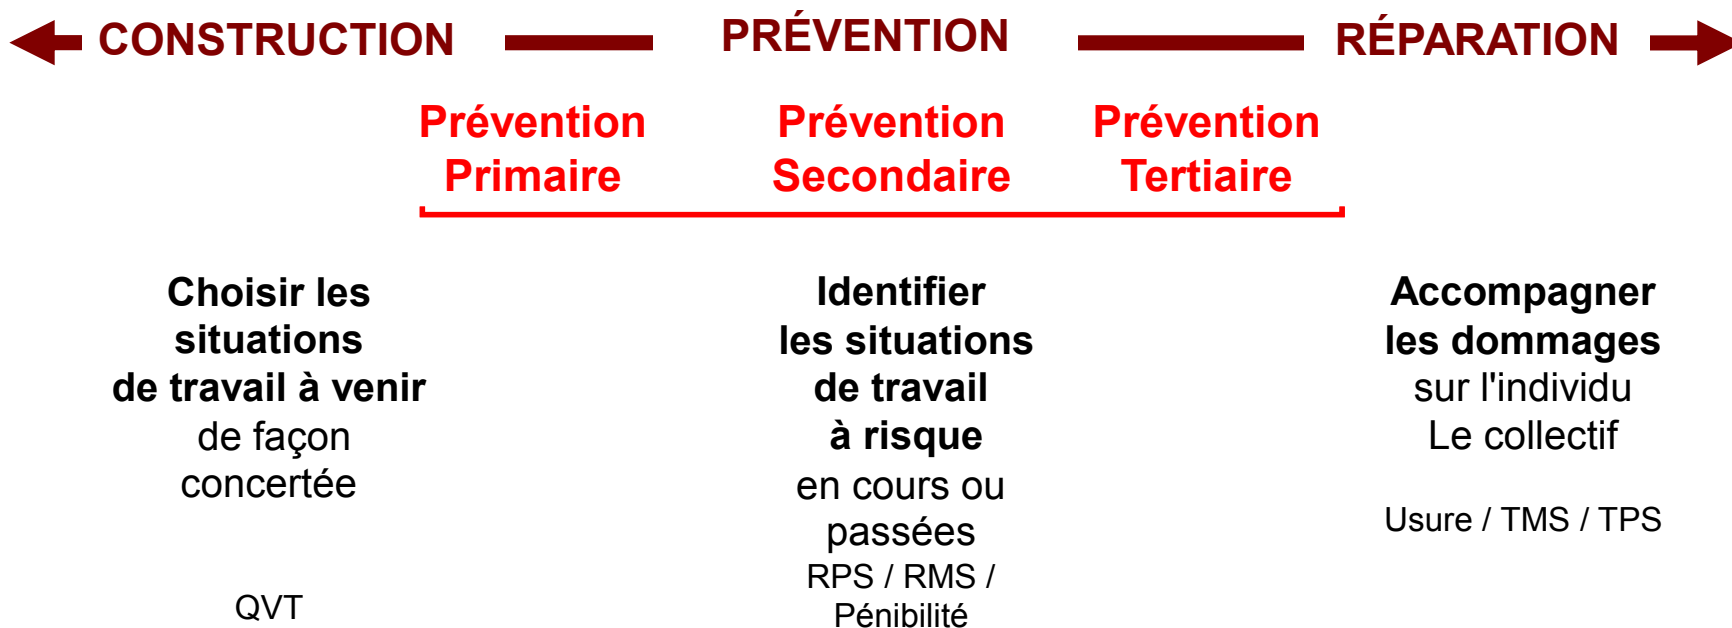 CONSTRUCTION PRÉVENTION RÉPARATION
Prévention
Primaire
Prévention
Secondaire
Prévention
Tertiaire
Choisir les
situations
de travail à venir
de façon
concertée
QVT
Identifier
les situations
de travail
à risque
en cours ou
passées
RPS / RMS /
Pénibilité
Accompagner
les dommages
sur l'individu
Le collectif
Usure / TMS / TPS